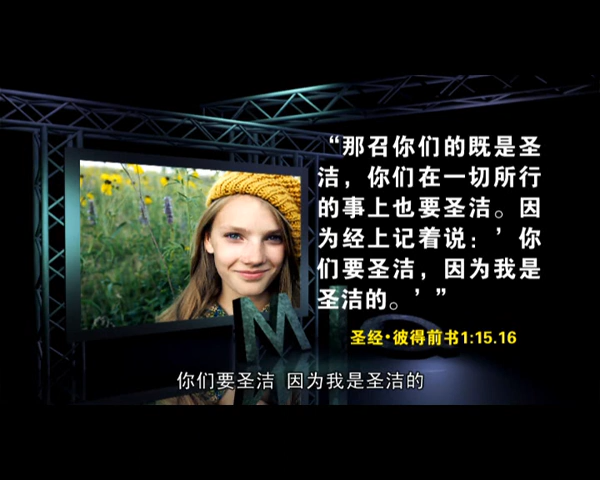 “那召你们的既是圣
洁，你们在一切所行
的事上也要圣洁。因
为经上记着说：’你
们要圣洁，因为我是
圣洁的。’”
圣经•彼得前书1:15.16
M
你们要圣洁 因为我是圣洁的